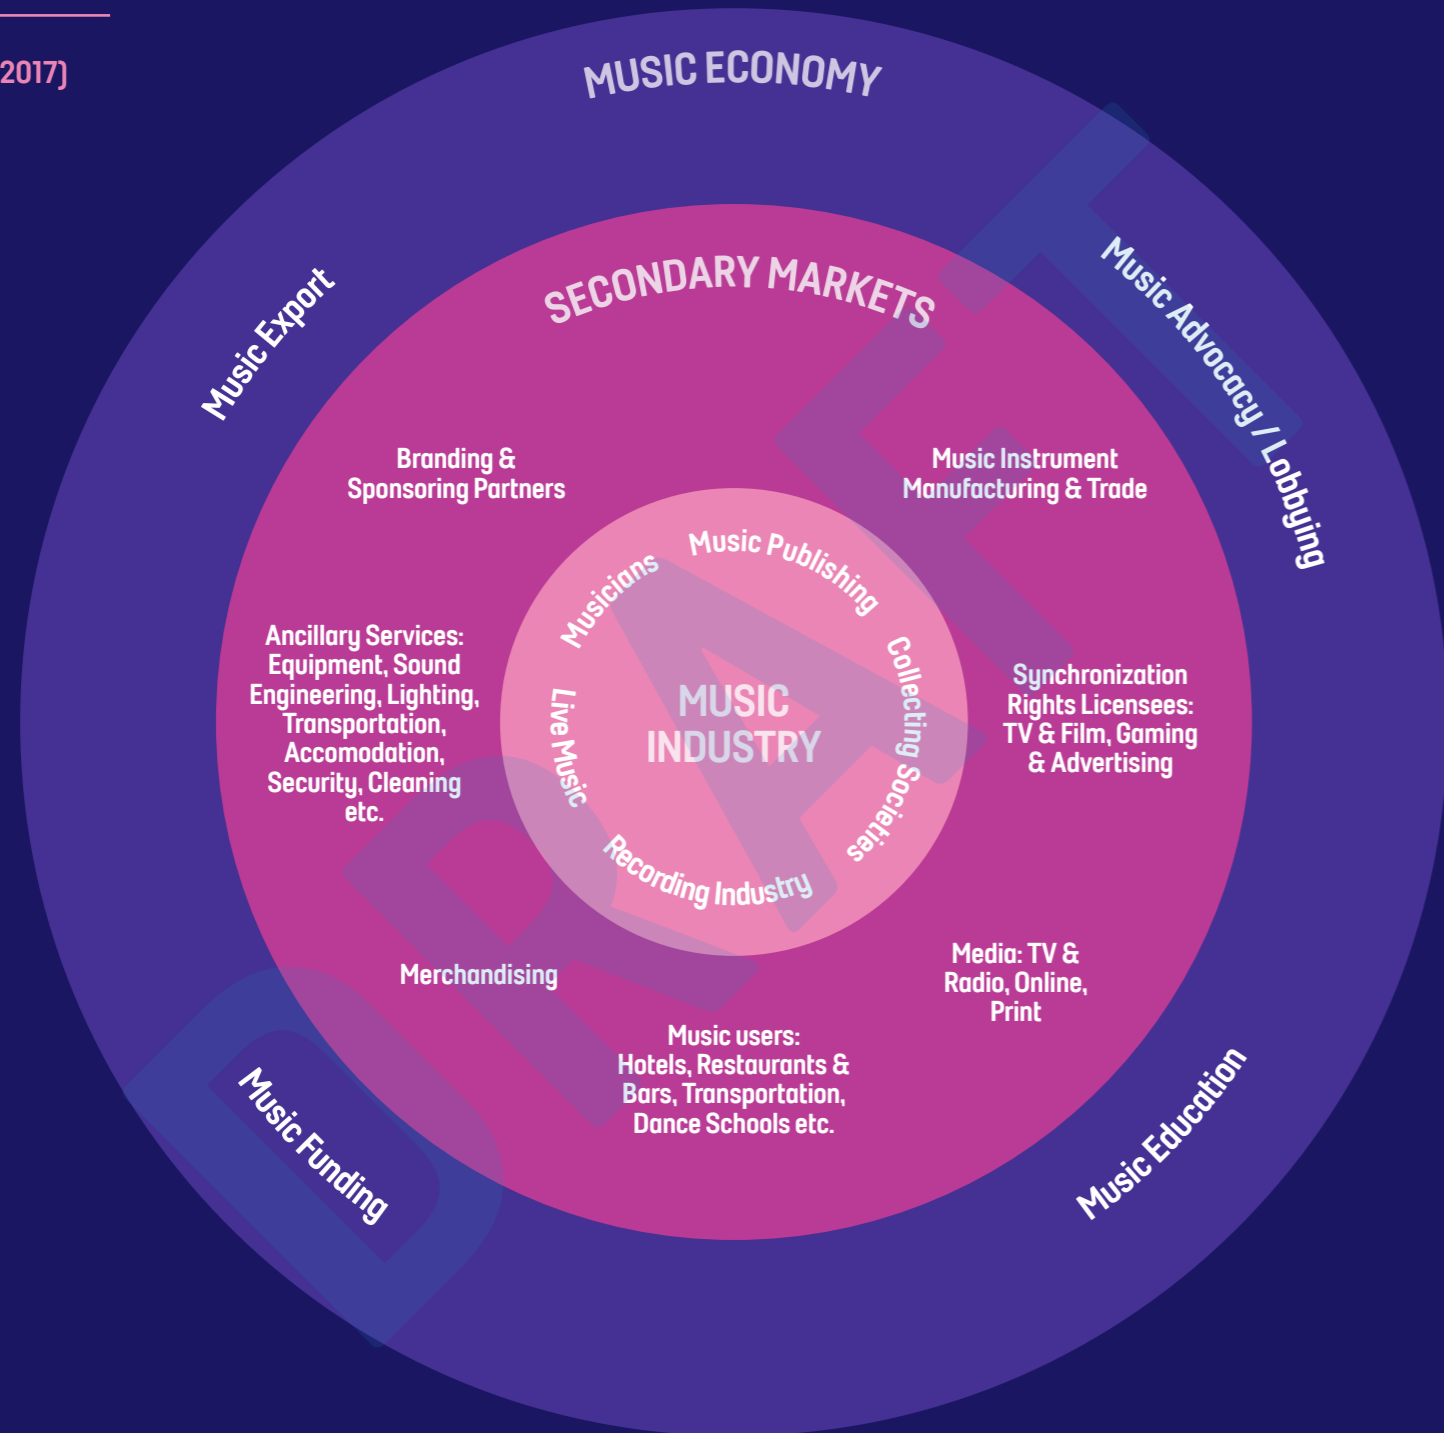 2017)
MUSIC ECONOMY
Music Export
Music Advocacy / Lobbying
SECONDARY MARKETS
Branding &
Sponsoring Partners
Music Instrument
Manufacturing & Trade
Musicians
Music Publishing
Ancillary Services:
Equipment, Sound
Engineering, Lighting,
Transportation,
Accomodation,
Security, Cleaning
etc.
Live Music
MUSIC
INDUSTRY
Collecting Societies
Synchronization
Rights Licensees:
TV & Film, Gaming
& Advertising
Recording Industry
Merchandising
Media: TV &
Radio, Online,
Print
Music users:
Hotels, Restaurants &
Bars, Transportation,
Dance Schools etc.
Music Funding
Music Education
DRAFT